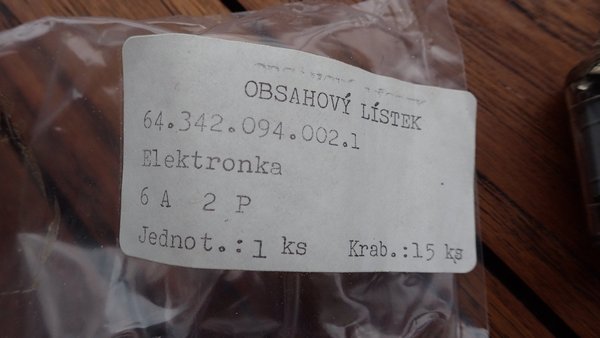 OBSAHOVÝ LÍSTEK
64.342.094.002.1
Elektronka
6 A 2 P
Jednot.:1 ks Krab.:15 ks